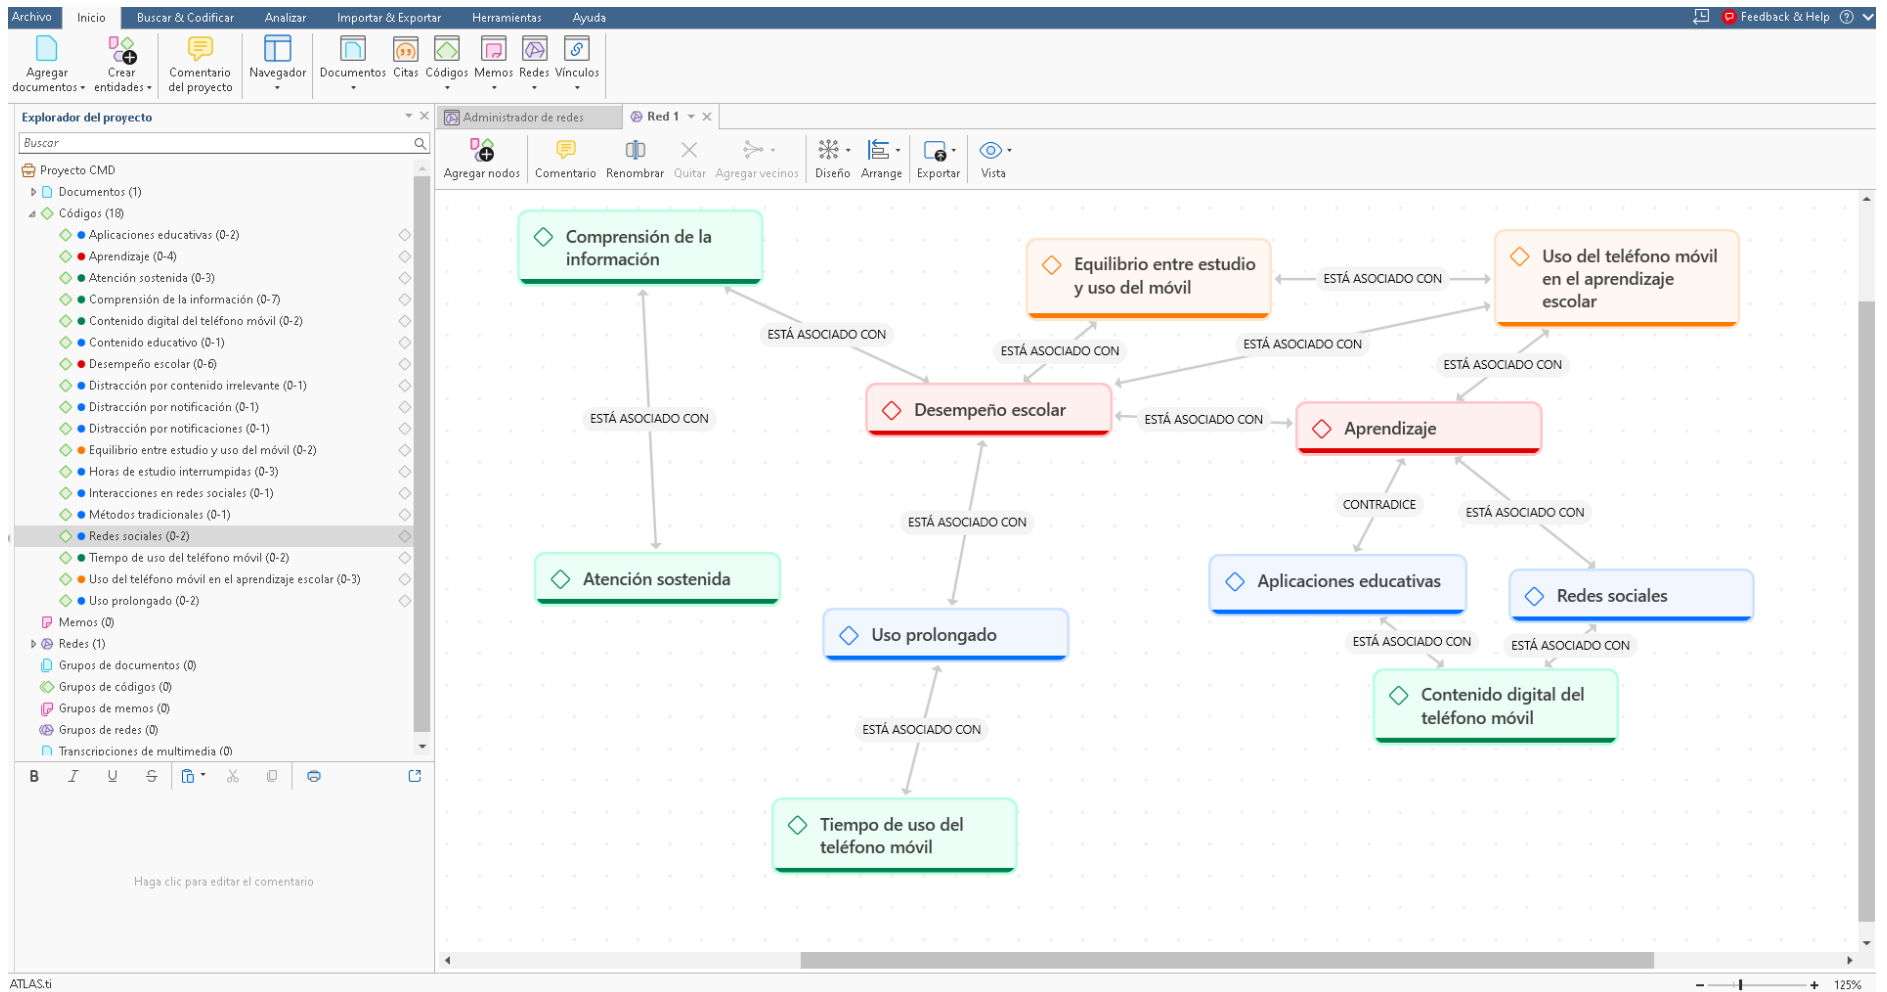 Archivo Inicio Buscar & Codificar Analizar Importar & Exportar Herramientas Ayuda Feedback & Help
Agregar documentos
Crear entidades
Comentario del proyecto
Navegador
Documentos Citas Códigos Memos Redes Vínculos
Explorador del proyecto
Buscar
Proyecto CMD
Documentos (1)
Códigos (18)
Aplicaciones educativas (0-2)
Aprendizaje (0-4)
Atención sostenida (0-3)
Comprensión de la información (0-7)
Contenido digital del teléfono móvil (0-2)
Contenido educativo (0-1)
Desempeño escolar (0-6)
Distracción por contenido irrelevante (0-1)
Distracción por notificación (0-1)
Distracción por notificaciones (0-1)
Equilibrio entre estudio y uso del móvil (0-2)
Horas de estudio interrumpidas (0-3)
Interacciones en redes sociales (0-1)
Métodos tradicionales (0-1)
Redes sociales (0-2)
Tiempo de uso del teléfono móvil (0-2)
Uso del teléfono móvil en el aprendizaje escolar (0-3)
Uso prolongado (0-2)
Memos (0)
Redes (1)
Grupos de documentos (0)
Grupos de códigos (0)
Grupos de memos (0)
Grupos de redes (0)
Transcripciones de multimedia (0)
B I U S
Haga clic para editar el comentario
Administrador de redes
Red 1
Agregar nodos Comentario Renombrar Quitar Agregar vecinos Diseño Arrange Exportar Vista
Comprensión de la
información
Equilibrio entre estudio
y uso del móvil
ESTÁ ASOCIADO CON
Uso del teléfono móvil
en el aprendizaje
escolar
ESTÁ ASOCIADO CON
ESTÁ ASOCIADO CON
ESTÁ ASOCIADO CON
ESTÁ ASOCIADO CON
ESTÁ ASOCIADO CON
Desempeño escolar
ESTÁ ASOCIADO CON
Aprendizaje
CONTRADICE
ESTÁ ASOCIADO CON
ESTÁ ASOCIADO CON
Atención sostenida
Aplicaciones educativas
Redes sociales
Uso prolongado
ESTÁ ASOCIADO CON
ESTÁ ASOCIADO CON
Contenido digital del
teléfono móvil
ESTÁ ASOCIADO CON
Tiempo de uso del
teléfono móvil
ATLAS.ti
125%